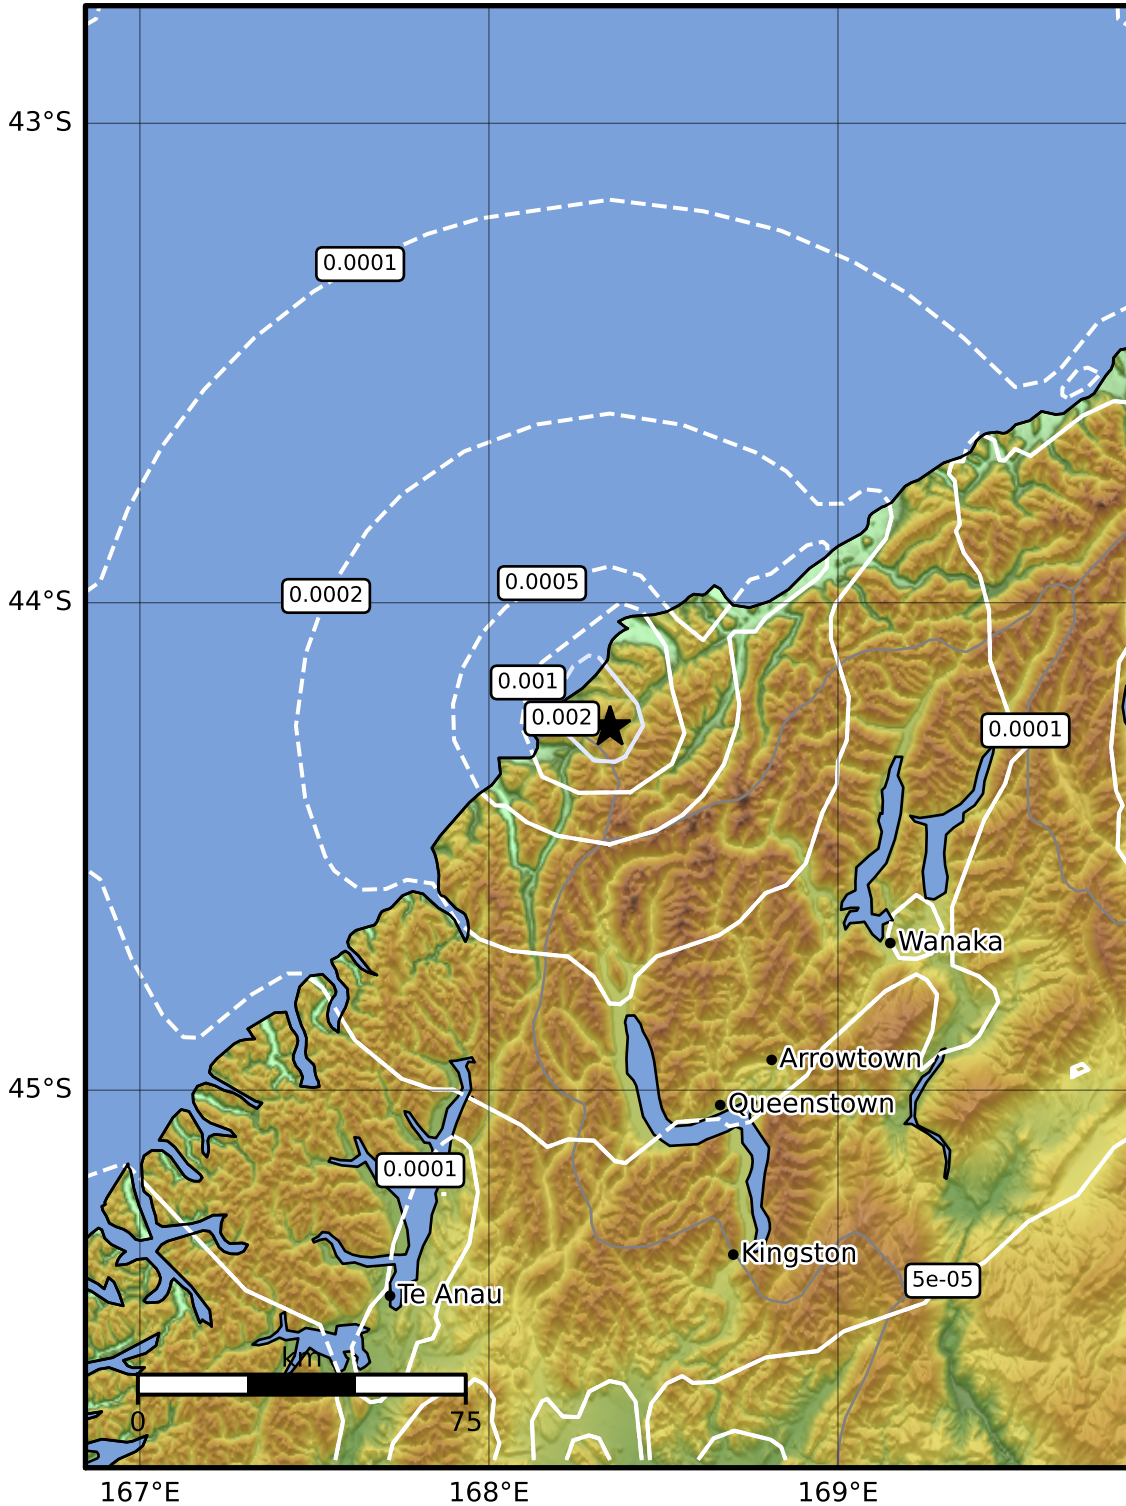 43°S
0.0001
0.0005
0.0002
44°S
0.001
0.002
0.0001
Wanaka
Arrowtown
45°S
Queenstown
0.0001
Kingston
5e-05
Te Anau
km
0
75
167°E
168°E
169°E